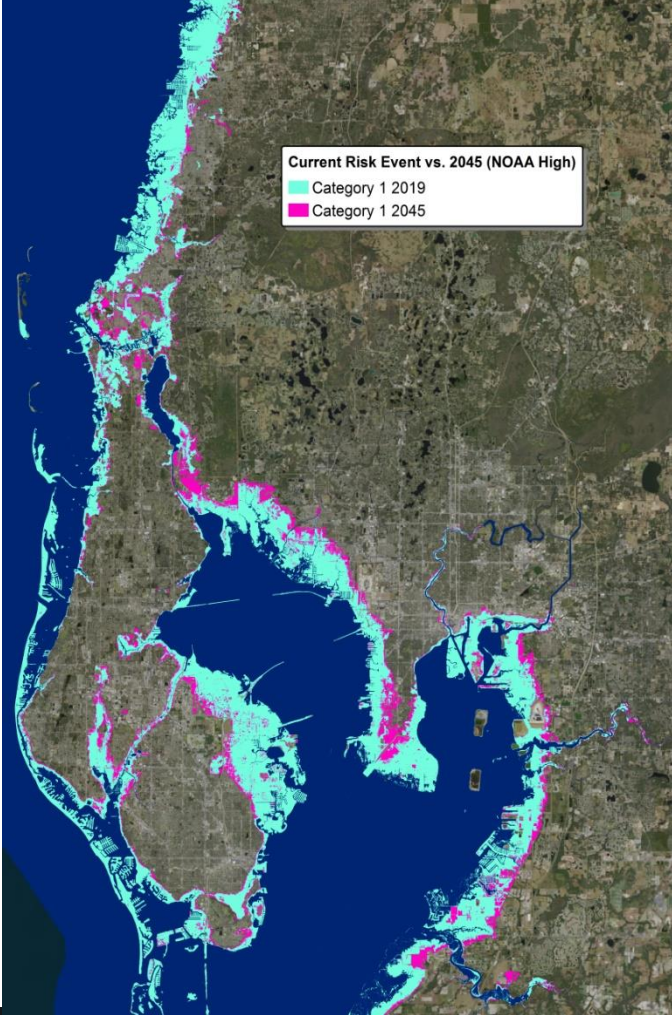 Current Risk Event vs. 2045 (NOAA High)
Category 1 2019
Category 1 2045